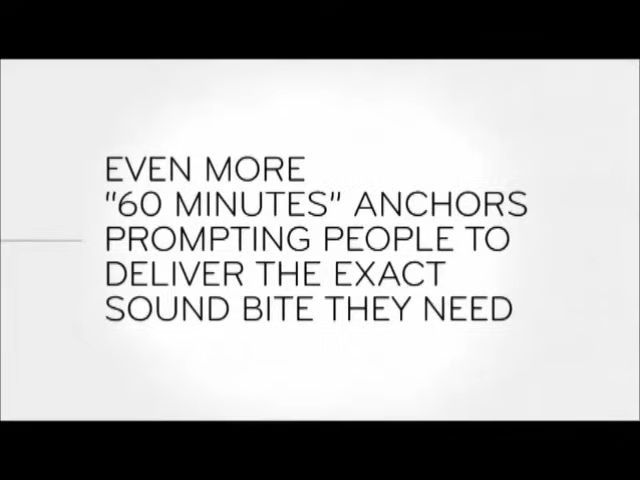 EVEN MORE
"60 MINUTES" ANCHORS
PROMPTING PEOPLE TO
DELIVER THE EXACT
SOUND BITE THEY NEED